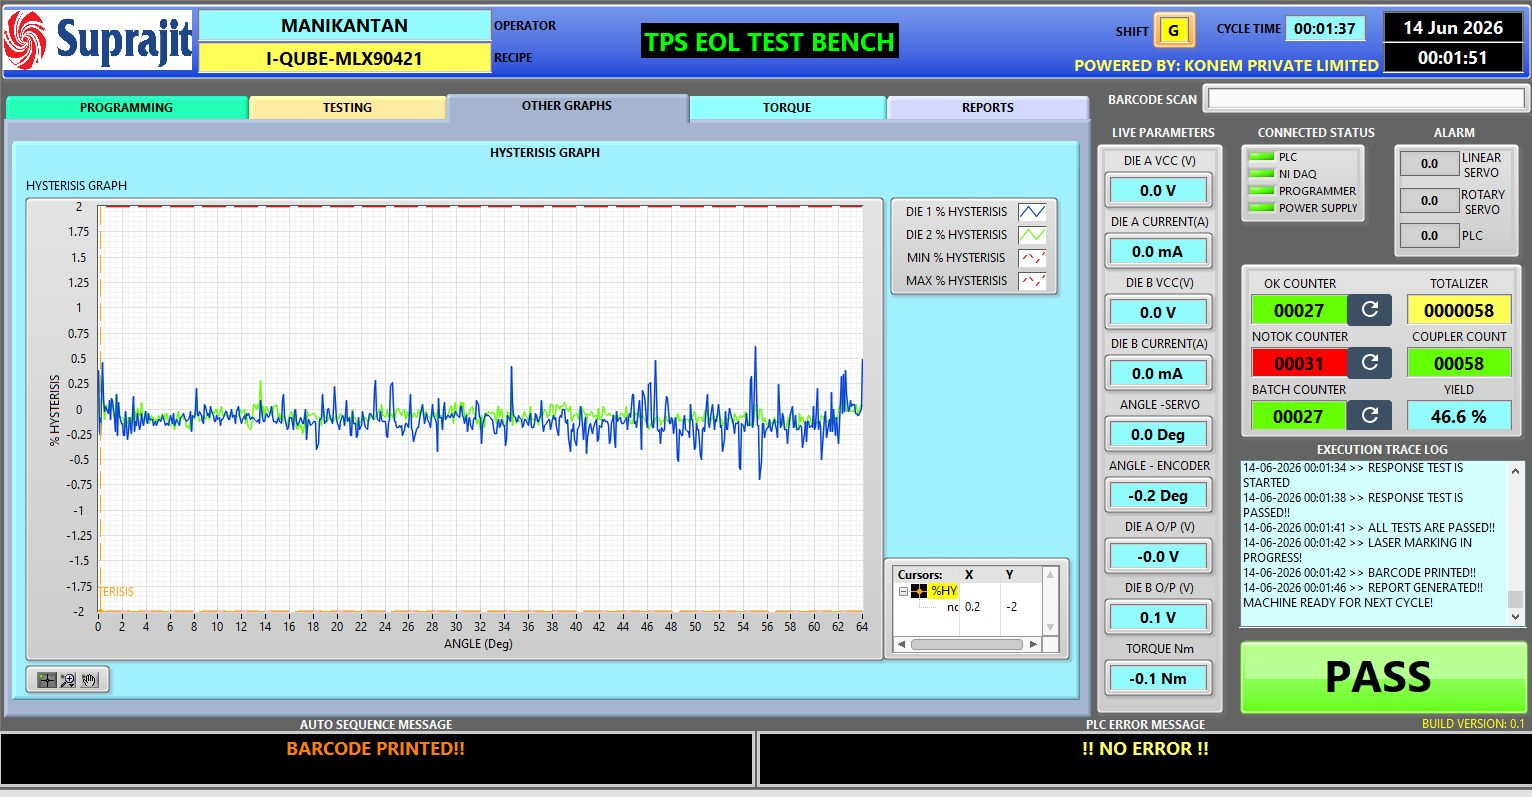 Suprajit
MANIKANTAN
OPERATOR
I-QUBE-MLX90421
RECIPE
TPS EOL TEST BENCH
SHIFT
G
CYCLE TIME
00:01:37
14 Jun 2026
00:01:51
POWERED BY: KONEM PRIVATE LIMITED
PROGRAMMING
TESTING
OTHER GRAPHS
TORQUE
REPORTS
BARCODE SCAN
HYSTERISIS GRAPH
HYSTERISIS GRAPH
2
1.75
1.5
1.25
1
0.75
0.5
0.25
0
-0.25
-0.5
-0.75
-1
-1.25
-1.5
-1.75
-2
% HYSTERISIS
TERISIS
0 2 4 6 8 10 12 14 16 18 20 22 24 26 28 30 32 34 36 38 40 42 44 46 48 50 52 54 56 58 60 62 64
ANGLE (Deg)
DIE 1 % HYSTERISIS
DIE 2 % HYSTERISIS
MIN % HYSTERISIS
MAX % HYSTERISIS
Cursors: X Y
%HY
nc 0.2 -2
LIVE PARAMETERS
DIE A VCC (V)
0.0 V
DIE A CURRENT(A)
0.0 mA
DIE B VCC(V)
0.0 V
DIE B CURRENT(A)
0.0 mA
ANGLE -SERVO
0.0 Deg
ANGLE - ENCODER
-0.2 Deg
DIE A O/P (V)
-0.0 V
DIE B O/P (V)
0.1 V
TORQUE Nm
-0.1 Nm
CONNECTED STATUS
PLC
NI DAQ
PROGRAMMER
POWER SUPPLY
ALARM
0.0 LINEAR
SERVO
0.0 ROTARY
SERVO
0.0 PLC
OK COUNTER
00027
TOTALIZER
0000058
NOTOK COUNTER
00031
COUPLER COUNT
00058
BATCH COUNTER
00027
YIELD
46.6 %
EXECUTION TRACE LOG
14-06-2026 00:01:34 >> RESPONSE TEST IS
STARTED
14-06-2026 00:01:38 >> RESPONSE TEST IS
PASSED!!
14-06-2026 00:01:41 >> ALL TESTS ARE PASSED!!
14-06-2026 00:01:42 >> LASER MARKING IN
PROGRESS!
14-06-2026 00:01:42 >> BARCODE PRINTED!!
14-06-2026 00:01:46 >> REPORT GENERATED!!
MACHINE READY FOR NEXT CYCLE!
PASS
BUILD VERSION: 0.1
AUTO SEQUENCE MESSAGE
BARCODE PRINTED!!
PLC ERROR MESSAGE
!! NO ERROR !!